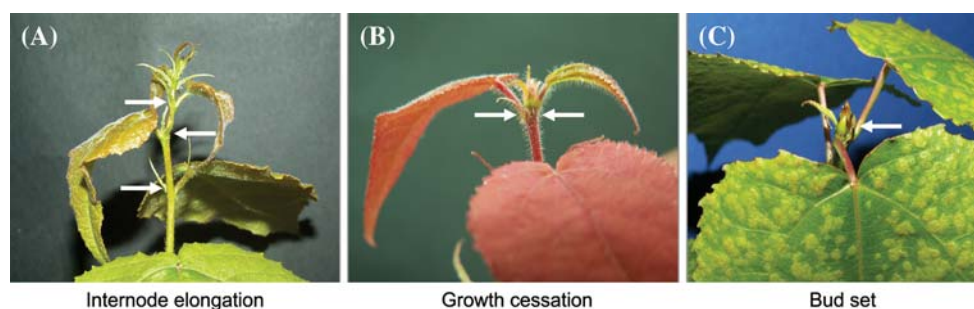 (A)
(B)
(C)
Internode elongation
Growth cessation
Bud set